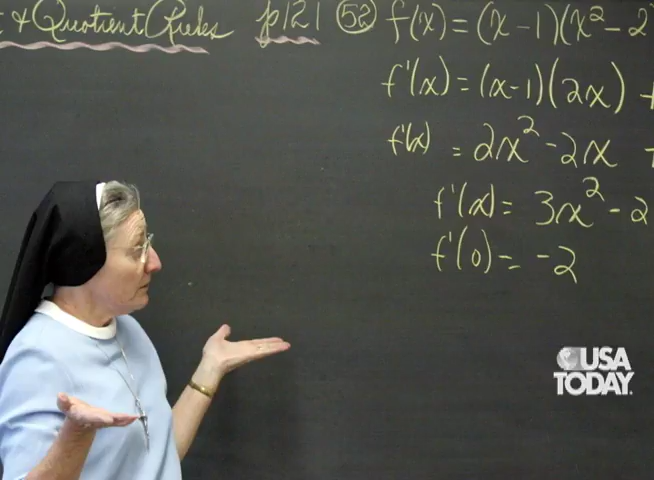 & Quotient Rules p121 (52) f(x) = (x-1)(x² - 2
f'(x) = (x-1)(2x) +
f'(x) = 2x² - 2x +
f'(x) = 3x² - 2
f'(0) = -2
USA
TODAY.